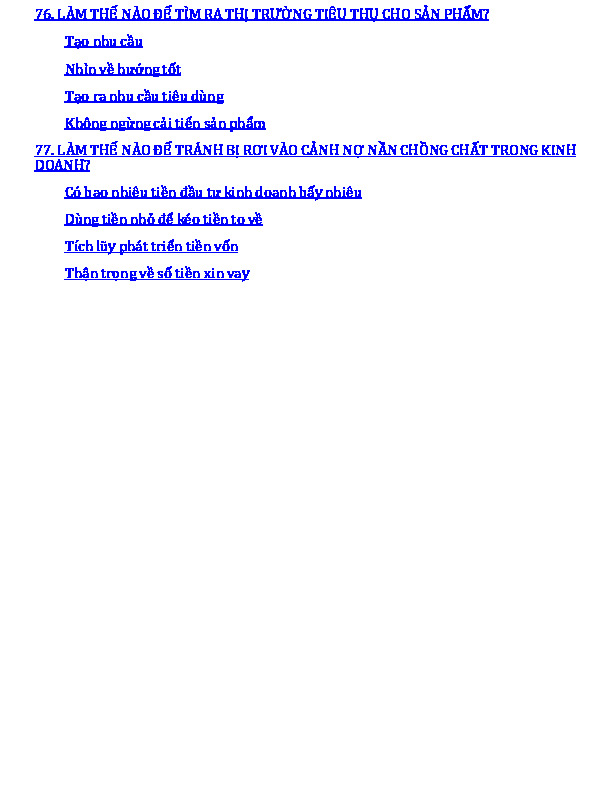 76. LÀM THẾ NÀO ĐỂ TÌM RA THỊ TRƯỜNG TIÊU THỤ CHO SẢN PHẨM?
Tạo nhu cầu
Nhìn về hướng tốt
Tạo ra nhu cầu tiêu dùng
Không ngừng cải tiến sản phẩm
77. LÀM THẾ NÀO ĐỂ TRÁNH BỊ RƠI VÀO CẢNH NỢ NẦN CHỒNG CHẤT TRONG KINH
DOANH?
Có bao nhiêu tiền đầu tư kinh doanh bấy nhiêu
Dùng tiền nhỏ để kéo tiền to về
Tích lũy phát triển tiền vốn
Thận trọng về số tiền xin vay